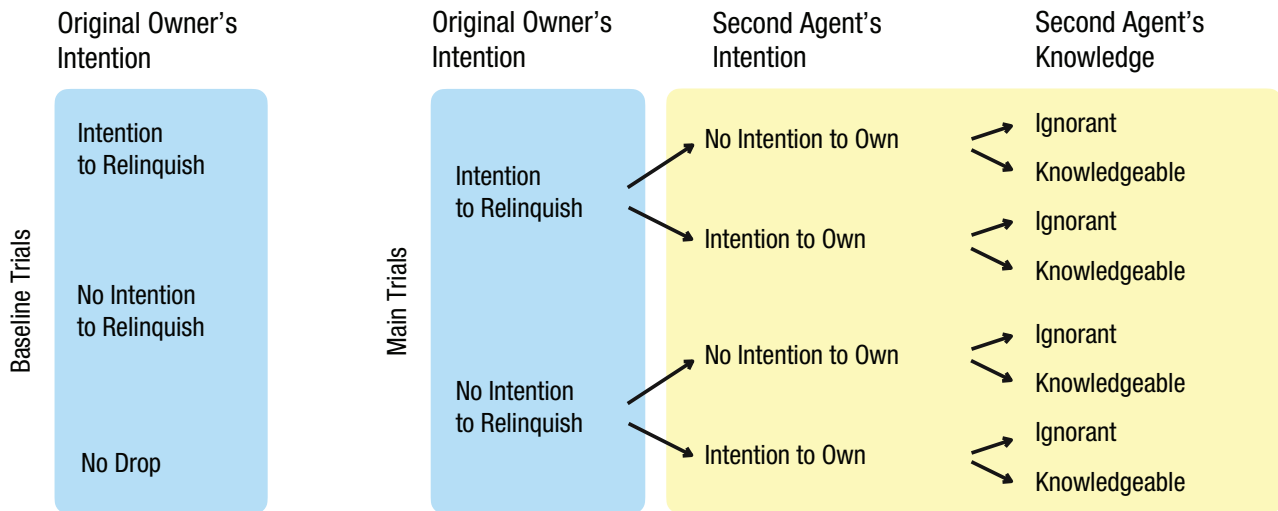 Original Owner's
Intention
Baseline Trials
Intention
to Relinquish
No Intention
to Relinquish
No Drop
Original Owner's
Intention
Second Agent's
Intention
Second Agent's
Knowledge
Main Trials
Intention
to Relinquish
No Intention to Own
Ignorant
Knowledgeable
Intention to Own
Ignorant
Knowledgeable
No Intention
to Relinquish
No Intention to Own
Ignorant
Knowledgeable
Intention to Own
Ignorant
Knowledgeable